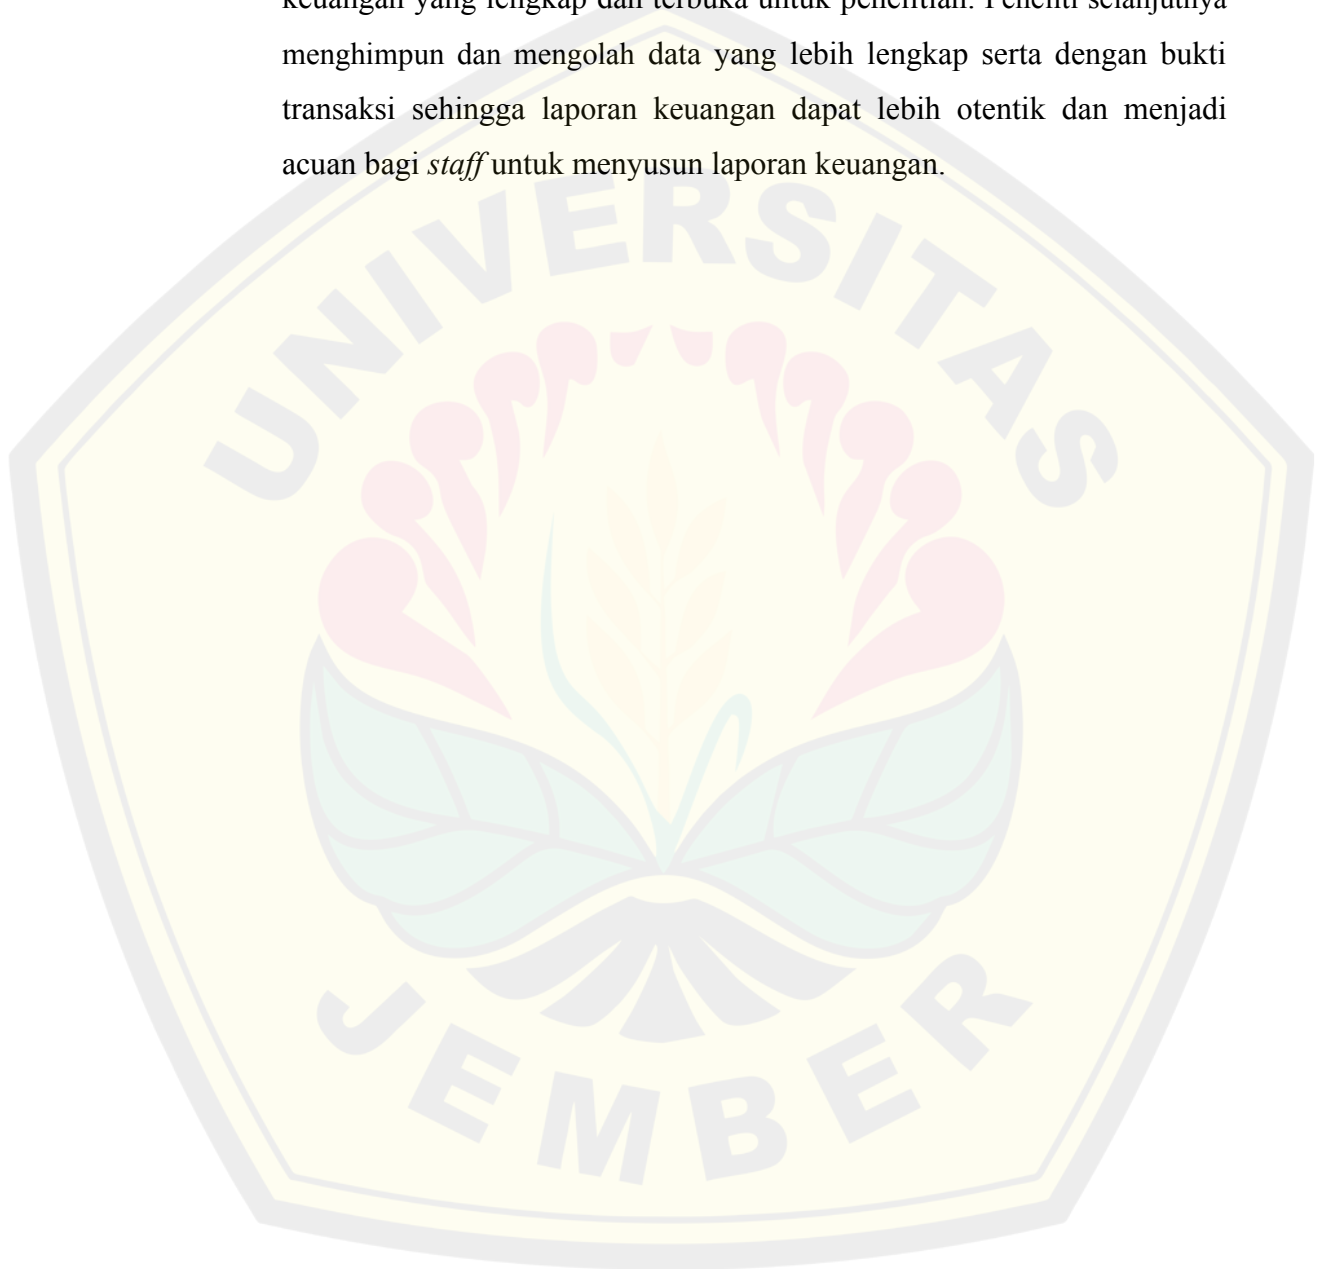 keuangan yang lengkap dan terbuka untuk penelitian. Peneliti selanjutnya
menghimpun dan mengolah data yang lebih lengkap serta dengan bukti
transaksi sehingga laporan keuangan dapat lebih otentik dan menjadi
acuan bagi staff untuk menyusun laporan keuangan.
UNIVERSITAS
JEMBER